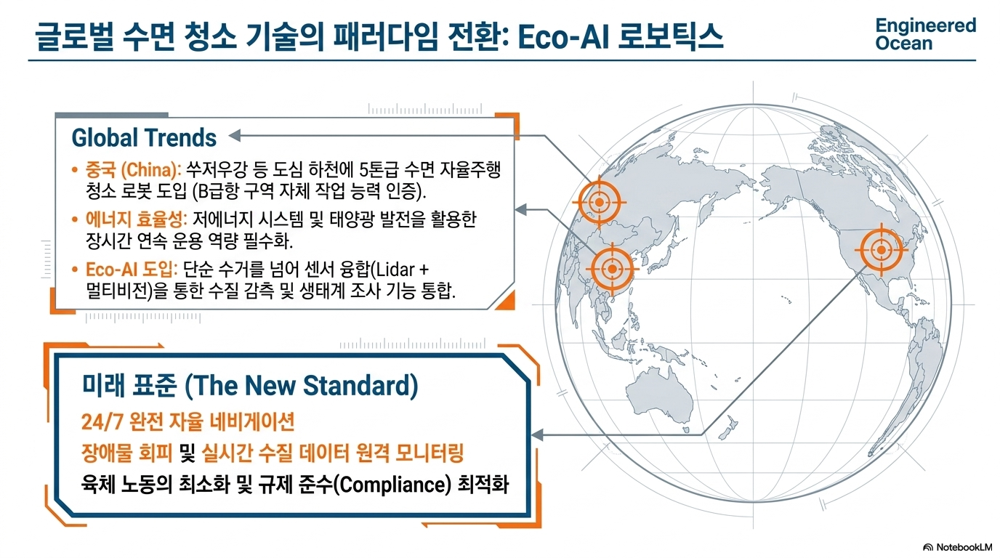 글로벌 수면 청소 기술의 패러다임 전환: Eco-AI 로보틱스
Engineered
Ocean
Global Trends
• 중국 (China): 쑤저우강 등 도심 하천에 5톤급 수면 자율주행
청소 로봇 도입 (B급항 구역 자체 작업 능력 인증).
• 에너지 효율성: 저에너지 시스템 및 태양광 발전을 활용한
장시간 연속 운용 역량 필수화.
• Eco-AI 도입: 단순 수거를 넘어 센서 융합(Lidar +
멀티비전)을 통한 수질 감측 및 생태계 조사 기능 통합.
미래 표준 (The New Standard)
24/7 완전 자율 네비게이션
장애물 회피 및 실시간 수질 데이터 원격 모니터링
육체 노동의 최소화 및 규제 준수(Compliance) 최적화
NotebookLM